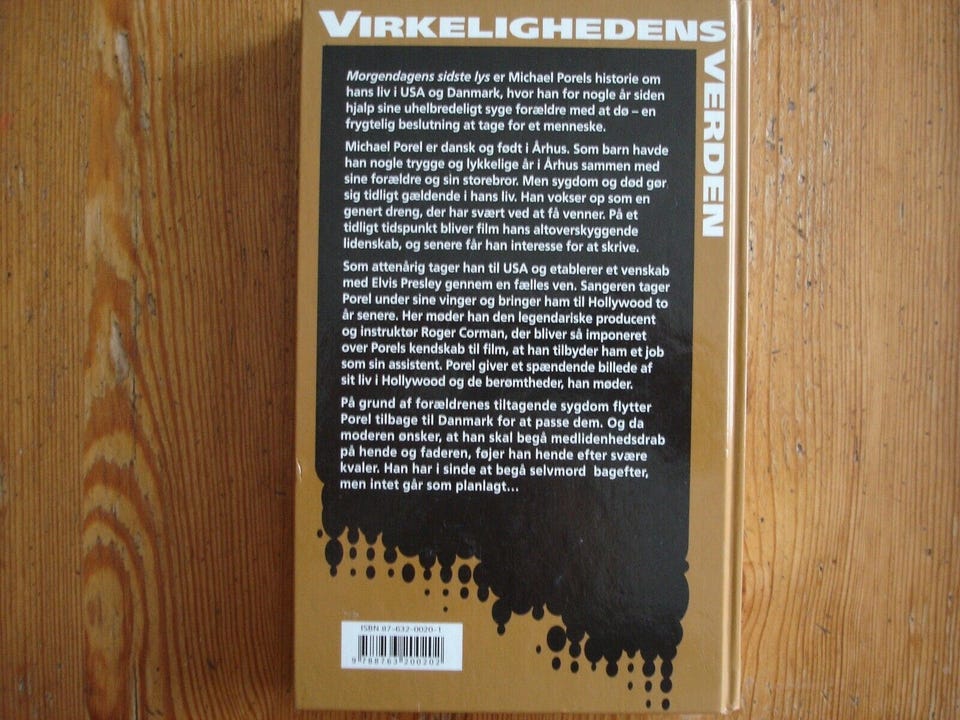 VIRKELIGHEDENS
VERDEN
Morgendagens sidste lys er Michael Porels historie om
hans liv i USA og Danmark, hvor han for nogle år siden
hjalp sine uhelbredeligt syge forældre med at dø – en
frygtelig beslutning at tage for et menneske.
Michael Porel er dansk og født i Århus. Som barn havde
han nogle trygge og lykkelige år i Århus sammen med
sine forældre og sin storebror. Men sygdom og død gør
sig tidligt gældende i hans liv. Han vokser op som en
genert dreng, der har svært ved at få venner. På et
tidligt tidspunkt bliver film hans altoverskyggende
lidenskab, og senere får han interesse for at skrive.
Som attenårig tager han til USA og etablerer et venskab
med Elvis Presley gennem en fælles ven. Sangeren tager
Porel under sine vinger og bringer ham til Hollywood to
år senere. Her møder han den legendariske producent
og instruktør Roger Corman, der bliver så imponeret
over Porels kendskab til film, at han tilbyder ham et job
som sin assistent. Porel giver et spændende billede af
sit liv i Hollywood og de berømtheder, han møder.
På grund af forældrenes tiltagende sygdom flytter
Porel tilbage til Danmark for at passe dem. Og da
moderen ønsker, at han skal begå medlidenhedsdrab
på hende og faderen, føjer han hende efter svære
kvaler. Han har i sinde at begå selvmord bagefter,
men intet går som planlagt...
ISBN 87-632-0020-1
9 788763 200202